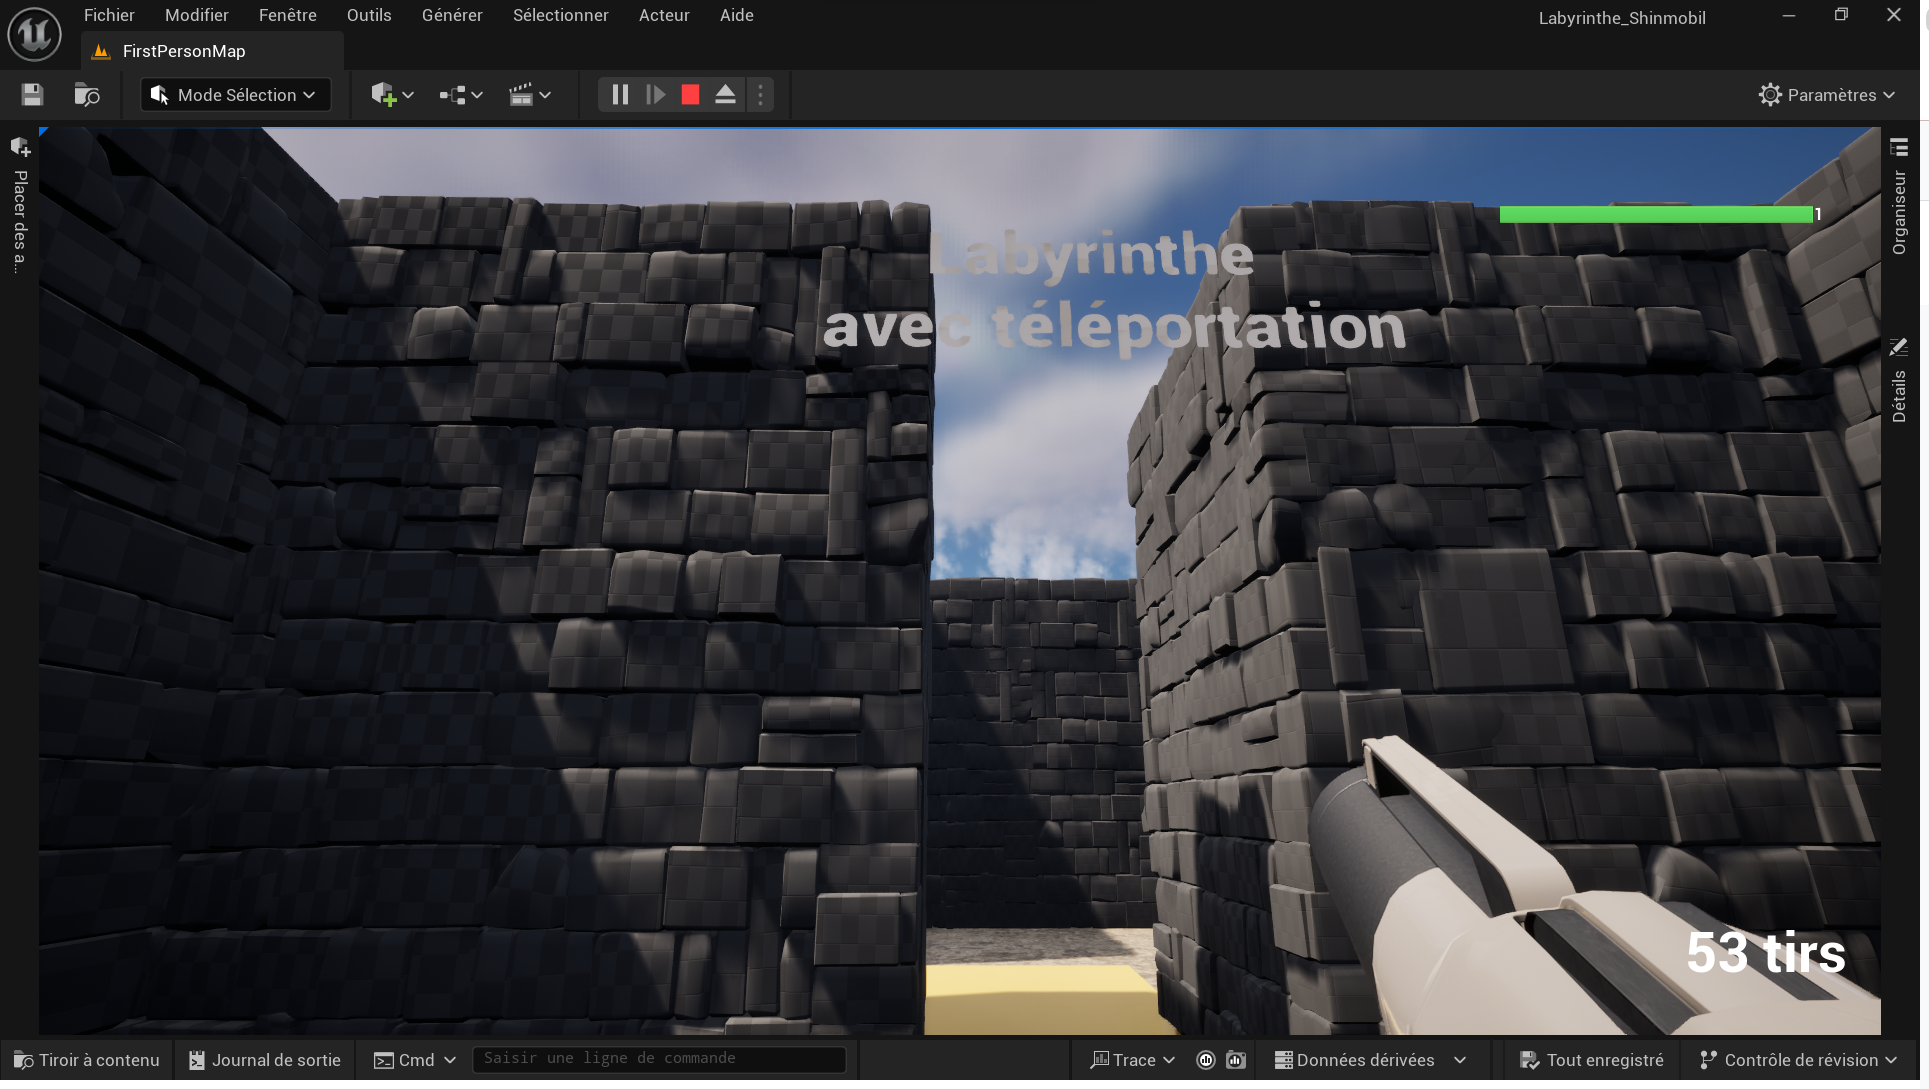 Fichier Modifier Fenêtre Outils Générer Sélectionner Acteur Aide
Labyrinthe_Shinmobil
FirstPersonMap
Mode Sélection
Paramètres
Placer des a...
Organiseur
Détails
1
Labyrinthe
avec téléportation
53 tirs
Tiroir à contenu Journal de sortie Cmd Saisir une ligne de commande Trace Données dérivées Tout enregistré Contrôle de révision